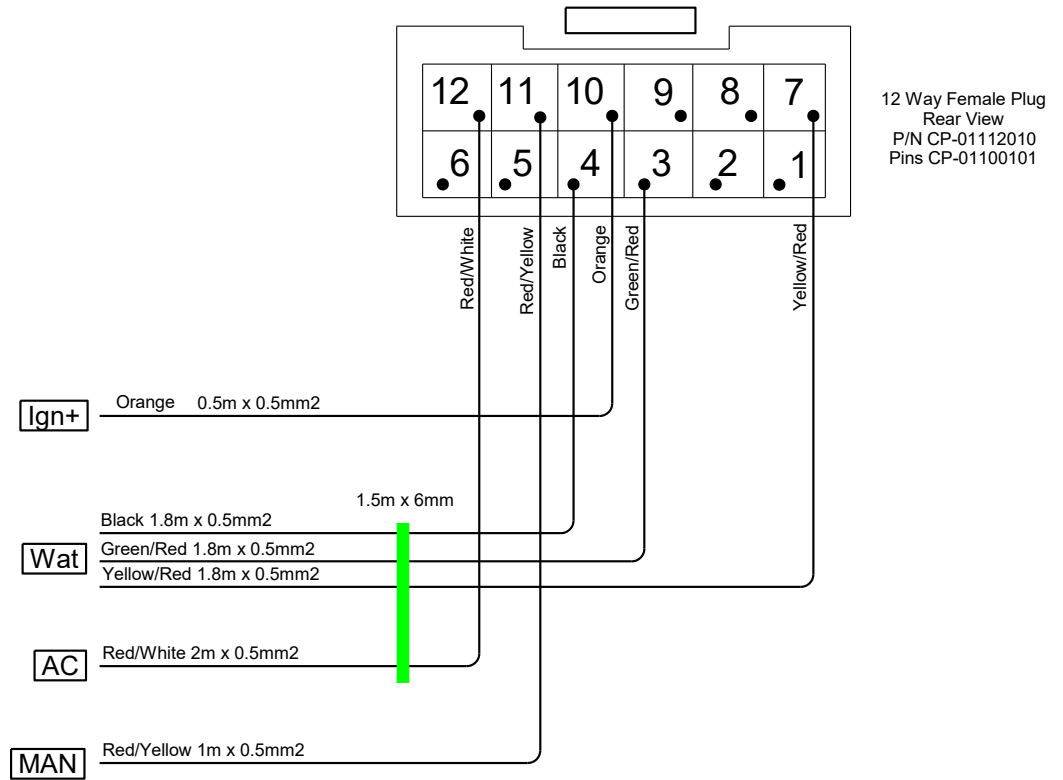 12 11 10 9 8 7
6 5 4 3 2 1
12 Way Female Plug
Rear View
P/N CP-01112010
Pins CP-01100101
Red/White
Red/Yellow
Black
Orange
Green/Red
Yellow/Red
Ign+
Orange 0.5m x 0.5mm2
1.5m x 6mm
Black 1.8m x 0.5mm2
Wat
Green/Red 1.8m x 0.5mm2
Yellow/Red 1.8m x 0.5mm2
AC
Red/White 2m x 0.5mm2
MAN
Red/Yellow 1m x 0.5mm2